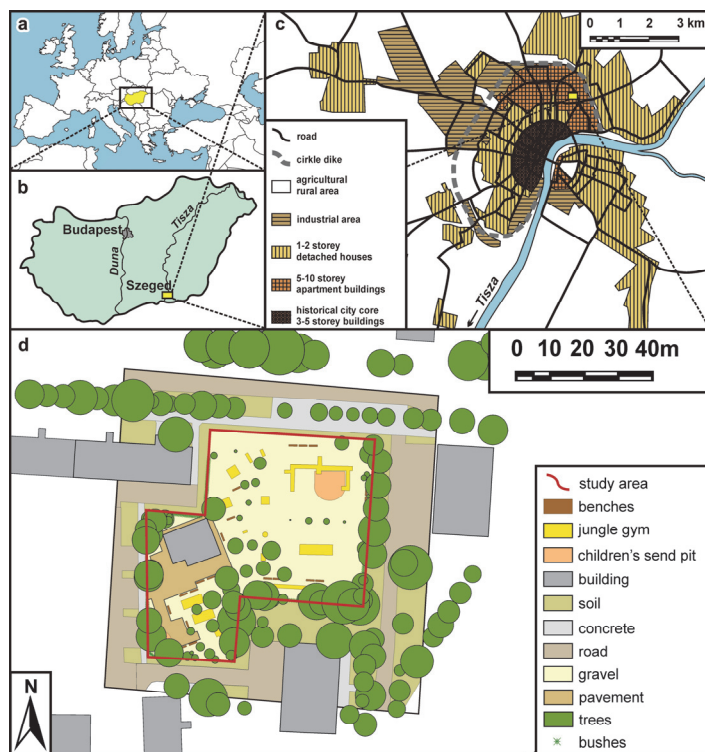 a
b
Budapest
Duna
Tisza
Szeged
c
0 1 2 3 km
road
cirkle dike
agricultural
rural area
industrial area
1-2 storey
detached houses
5-10 storey
apartment buildings
historical city core
3-5 storey buildings
Tisza
d
0 10 20 30 40m
N
study area
benches
jungle gym
children's send pit
building
soil
concrete
road
gravel
pavement
trees
bushes